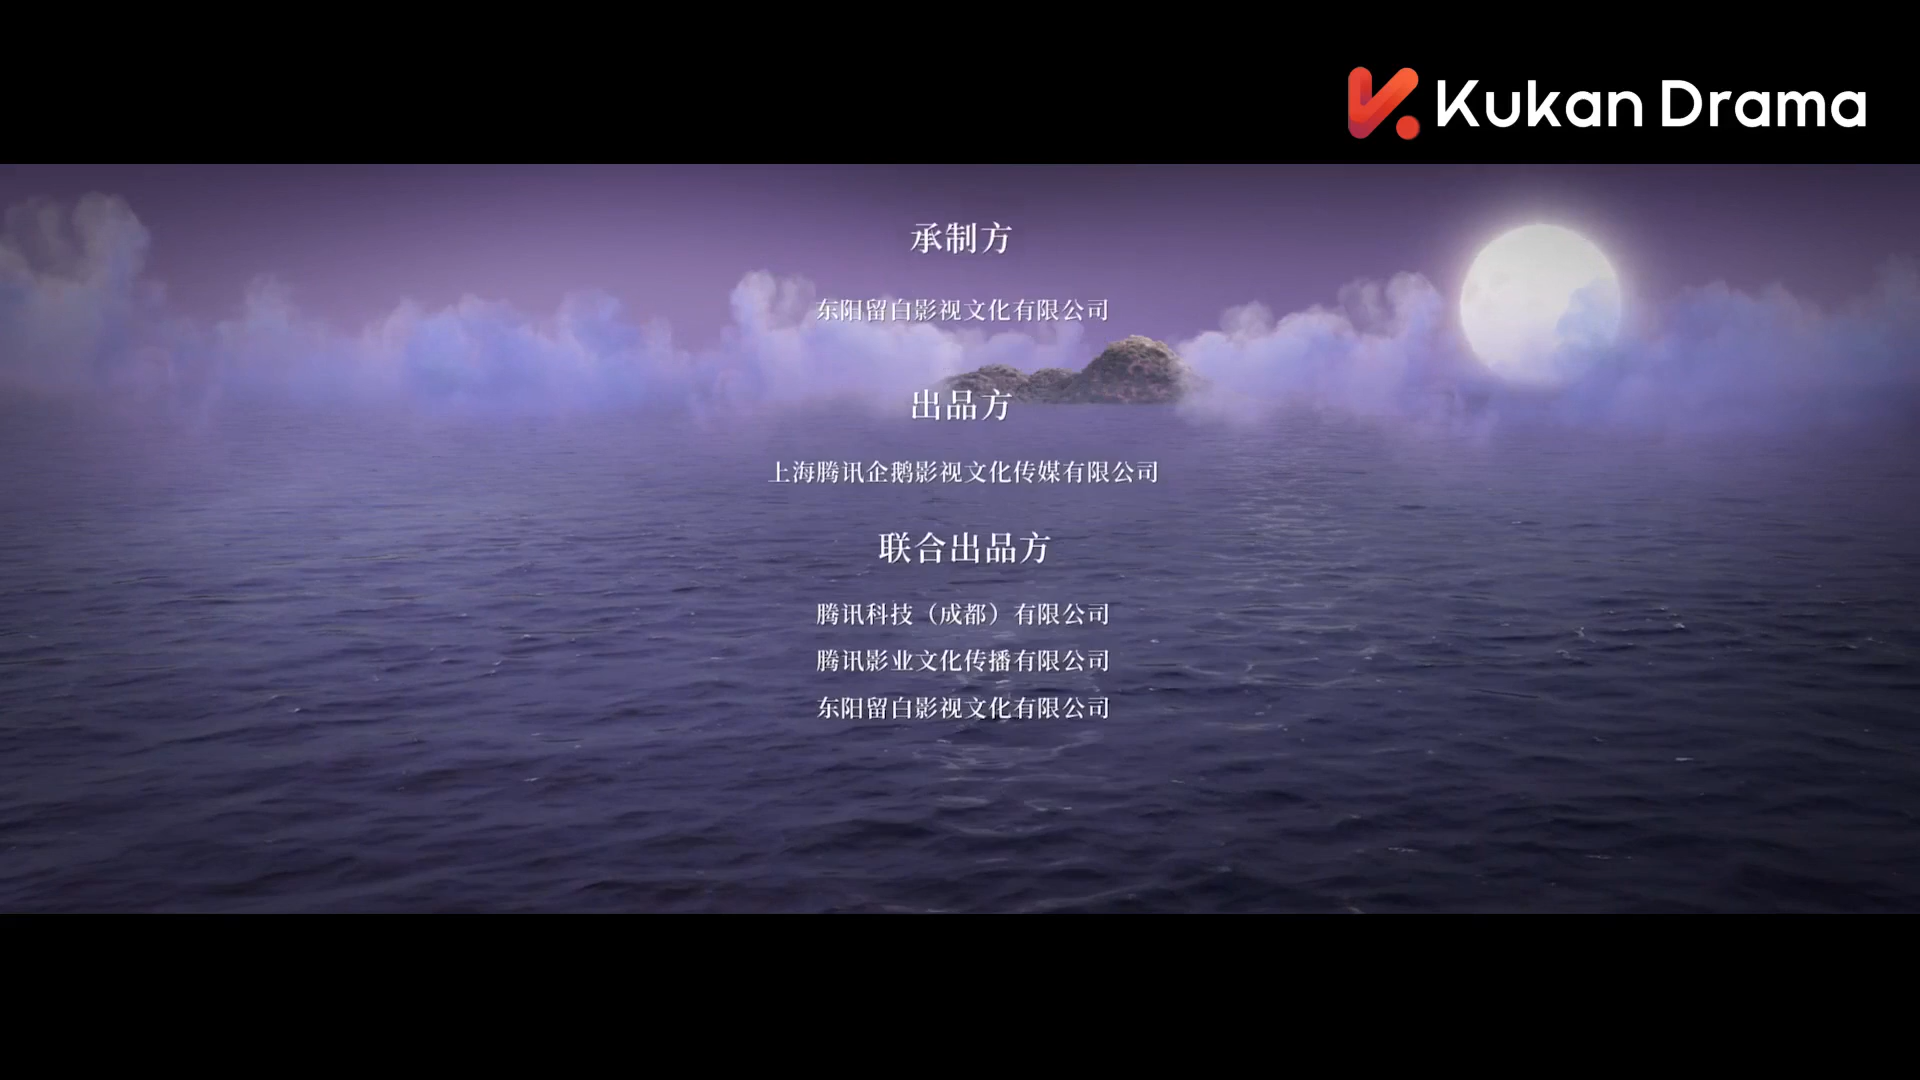 Kukan Drama
承制方
东阳留白影视文化有限公司
出品方
上海腾讯企鹅影视文化传媒有限公司
联合出品方
腾讯科技（成都）有限公司
腾讯影业文化传播有限公司
东阳留白影视文化有限公司